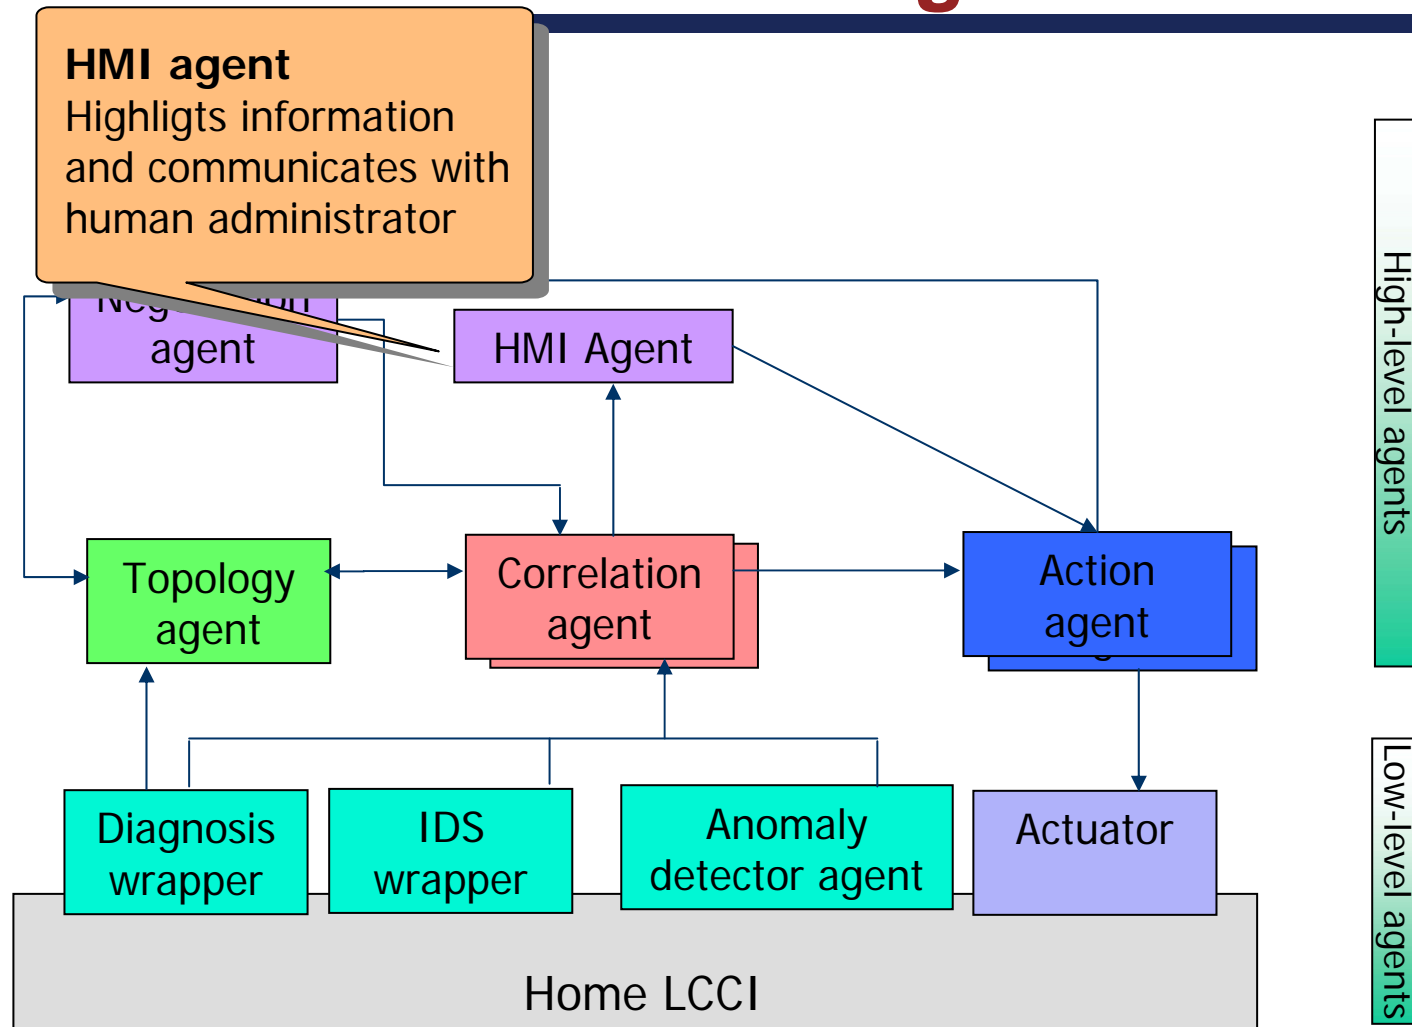 HMI agent
Highligts information
and communicates with
human administrator
agent
HMI Agent
Topology
agent
Correlation
agent
Action
agent
Diagnosis
wrapper
IDS
wrapper
Anomaly
detector agent
Actuator
Home LCCI
High-level agents
Low-level agents